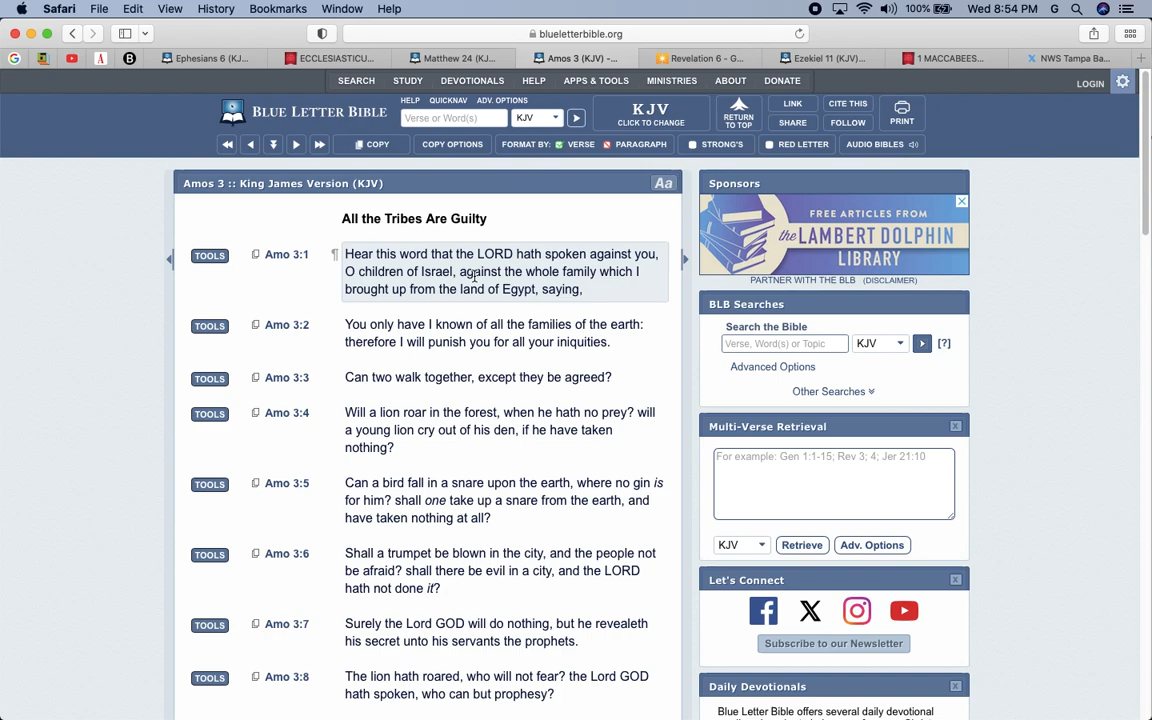 Safari File Edit View History Bookmarks Window Help 100% Wed 8:54 PM G
blueletterbible.org
Ephesians 6 (KJ... ECCLESIASTICU... Matthew 24 (KJ... Amos 3 (KJV) -... Revelation 6 - G... Ezekiel 11 (KJV)... 1 MACCABEES... NWS Tampa Ba...
SEARCH STUDY DEVOTIONALS HELP APPS & TOOLS MINISTRIES ABOUT DONATE LOGIN
BLUE LETTER BIBLE
HELP QUICKNAV ADV. OPTIONS
Verse or Word(s) KJV
KJV
CLICK TO CHANGE
RETURN
TO TOP
LINK CITE THIS
SHARE FOLLOW
PRINT
COPY COPY OPTIONS FORMAT BY: VERSE PARAGRAPH STRONG'S RED LETTER AUDIO BIBLES
Amos 3 :: King James Version (KJV) Aa
All the Tribes Are Guilty
TOOLS Amo 3:1 ¶ Hear this word that the LORD hath spoken against you,
O children of Israel, against the whole family which I
brought up from the land of Egypt, saying,
TOOLS Amo 3:2 You only have I known of all the families of the earth:
therefore I will punish you for all your iniquities.
TOOLS Amo 3:3 Can two walk together, except they be agreed?
TOOLS Amo 3:4 Will a lion roar in the forest, when he hath no prey? will
a young lion cry out of his den, if he have taken
nothing?
TOOLS Amo 3:5 Can a bird fall in a snare upon the earth, where no gin is
for him? shall one take up a snare from the earth, and
have taken nothing at all?
TOOLS Amo 3:6 Shall a trumpet be blown in the city, and the people not
be afraid? shall there be evil in a city, and the LORD
hath not done it?
TOOLS Amo 3:7 Surely the Lord GOD will do nothing, but he revealeth
his secret unto his servants the prophets.
TOOLS Amo 3:8 The lion hath roared, who will not fear? the Lord GOD
hath spoken, who can but prophesy?
Sponsors
FREE ARTICLES FROM
the LAMBERT DOLPHIN
LIBRARY
PARTNER WITH THE BLB (DISCLAIMER)
BLB Searches
Search the Bible
Verse, Word(s) or Topic KJV [?]
Advanced Options
Other Searches
Multi-Verse Retrieval
For example: Gen 1:1-15; Rev 3; 4; Jer 21:10
KJV Retrieve Adv. Options
Let's Connect
Subscribe to our Newsletter
Daily Devotionals
Blue Letter Bible offers several daily devotional